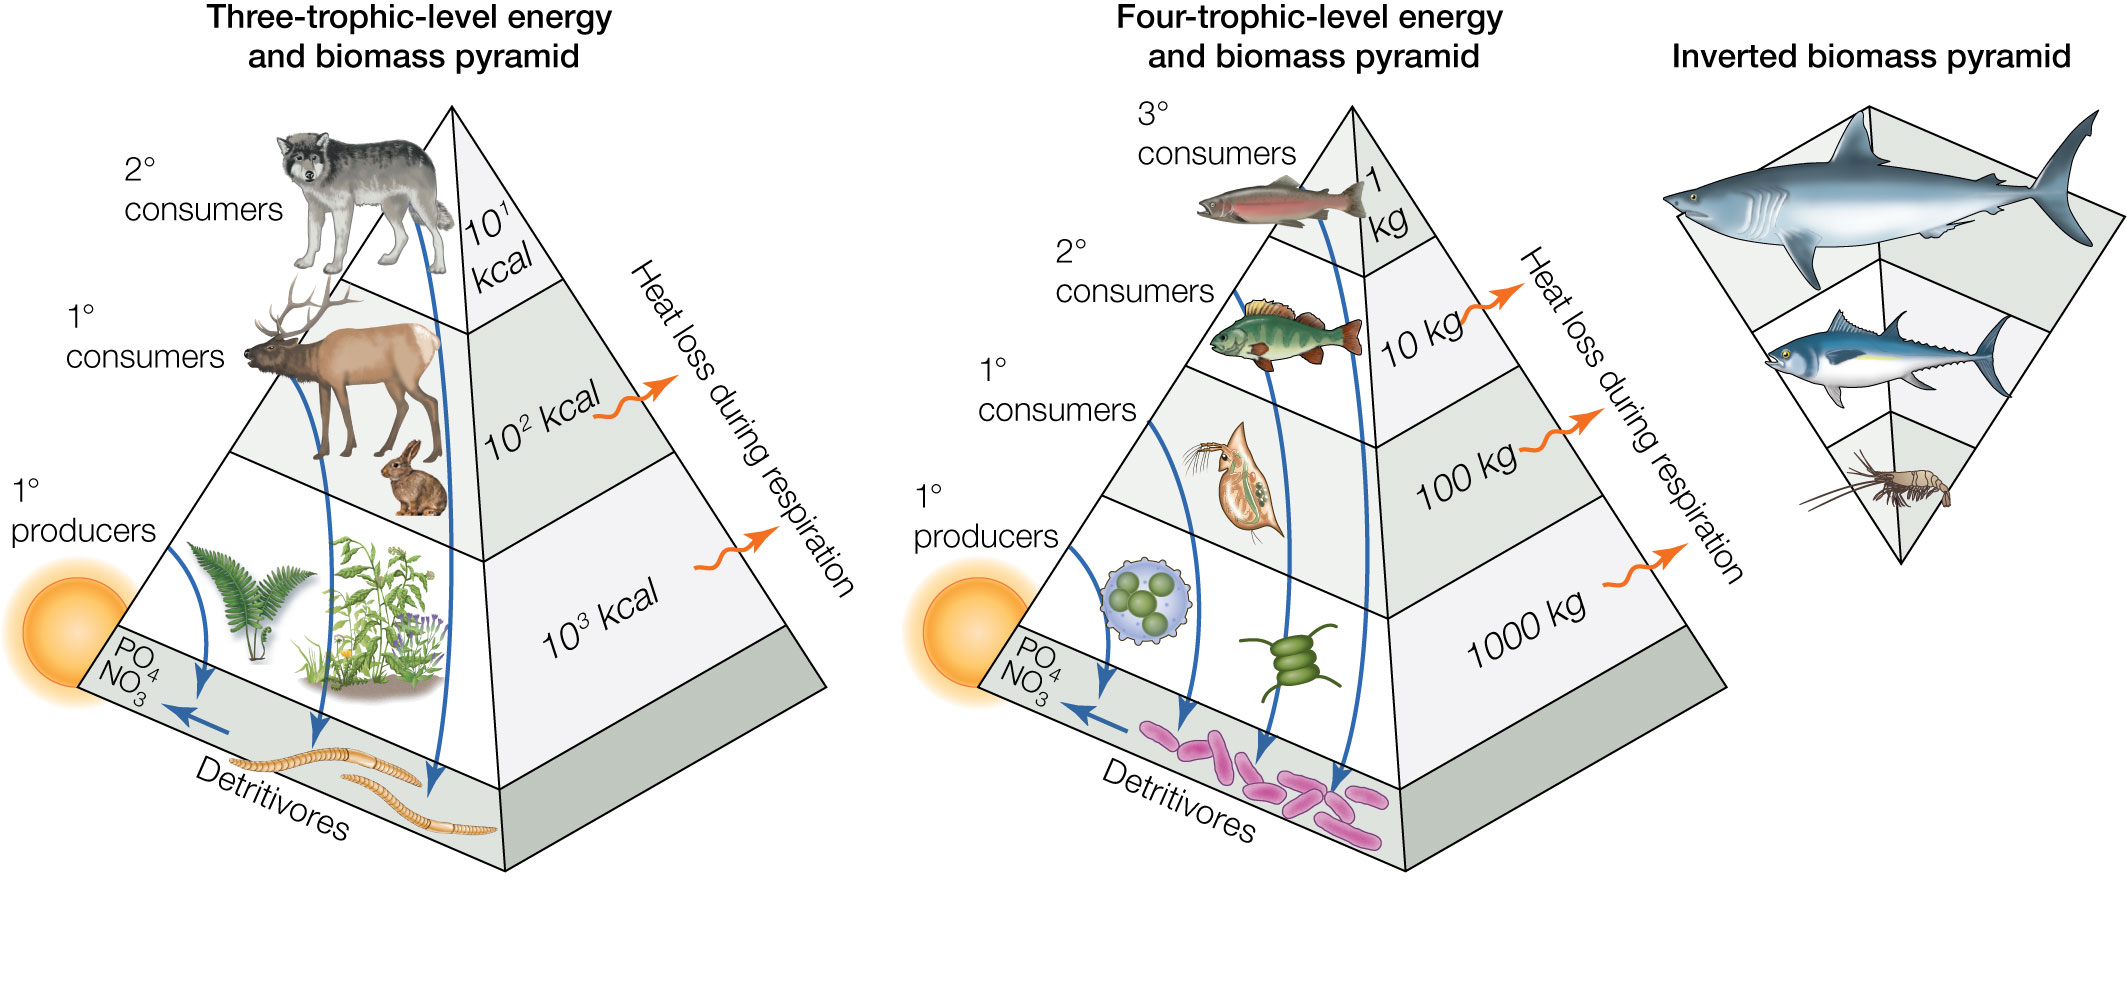 Three-trophic-level energy
and biomass pyramid
2°
consumers
1°
consumers
1°
producers
10¹
kcal
10² kcal
10³ kcal
Heat loss during respiration
PO₄
NO₃
Detritivores
Four-trophic-level energy
and biomass pyramid
3°
consumers
2°
consumers
1°
consumers
1°
producers
1
kg
10 kg
100 kg
1000 kg
Heat loss during respiration
PO₄
NO₃
Detritivores
Inverted biomass pyramid